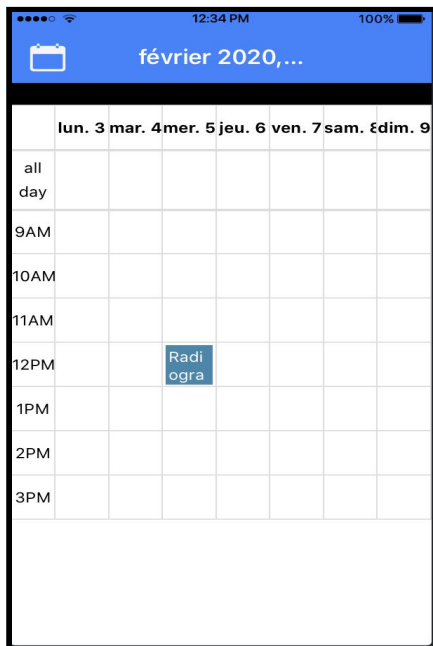 12:34 PM
100%
février 2020,...
lun. 3 mar. 4 mer. 5 jeu. 6 ven. 7 sam. 8 dim. 9
all
day
9AM
10AM
11AM
12PM
Radi
ogra
1PM
2PM
3PM